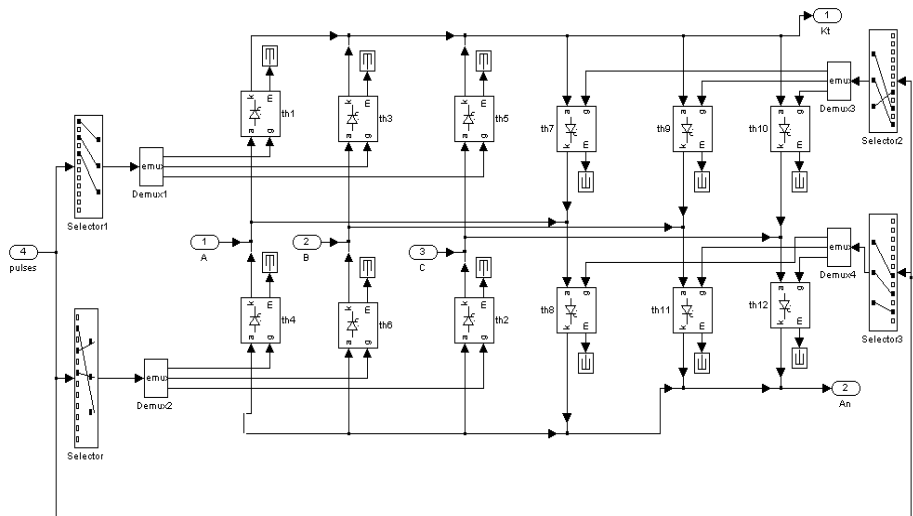 1
Kt
k
m
th1
a
g
k
m
th3
a
g
k
m
th5
a
g
a
g
th7
k
m
a
g
th9
k
m
a
g
th10
k
m
emux
Demux3
Selector2
emux
Demux1
Selector1
4
pulses
1
A
2
B
3
C
k
m
th4
a
g
k
m
th6
a
g
k
m
th2
a
g
a
g
th8
k
m
a
g
th11
k
m
a
g
th12
k
m
emux
Demux4
Selector3
emux
Demux2
Selector
2
An